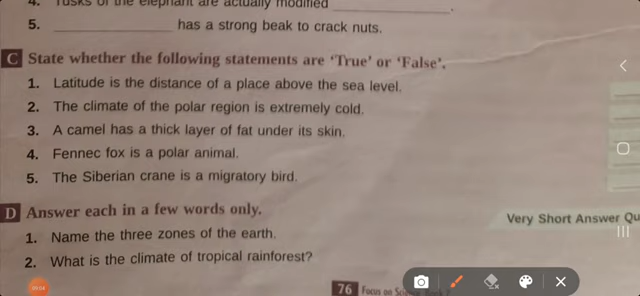 4. Tusks of the elephant are actually modified ____________.
5. ____________ has a strong beak to crack nuts.
C State whether the following statements are ‘True’ or ‘False’.
1. Latitude is the distance of a place above the sea level.
2. The climate of the polar region is extremely cold.
3. A camel has a thick layer of fat under its skin.
4. Fennec fox is a polar animal.
5. The Siberian crane is a migratory bird.
D Answer each in a few words only.
Very Short Answer Qu
1. Name the three zones of the earth.
2. What is the climate of tropical rainforest?
76 Focus on